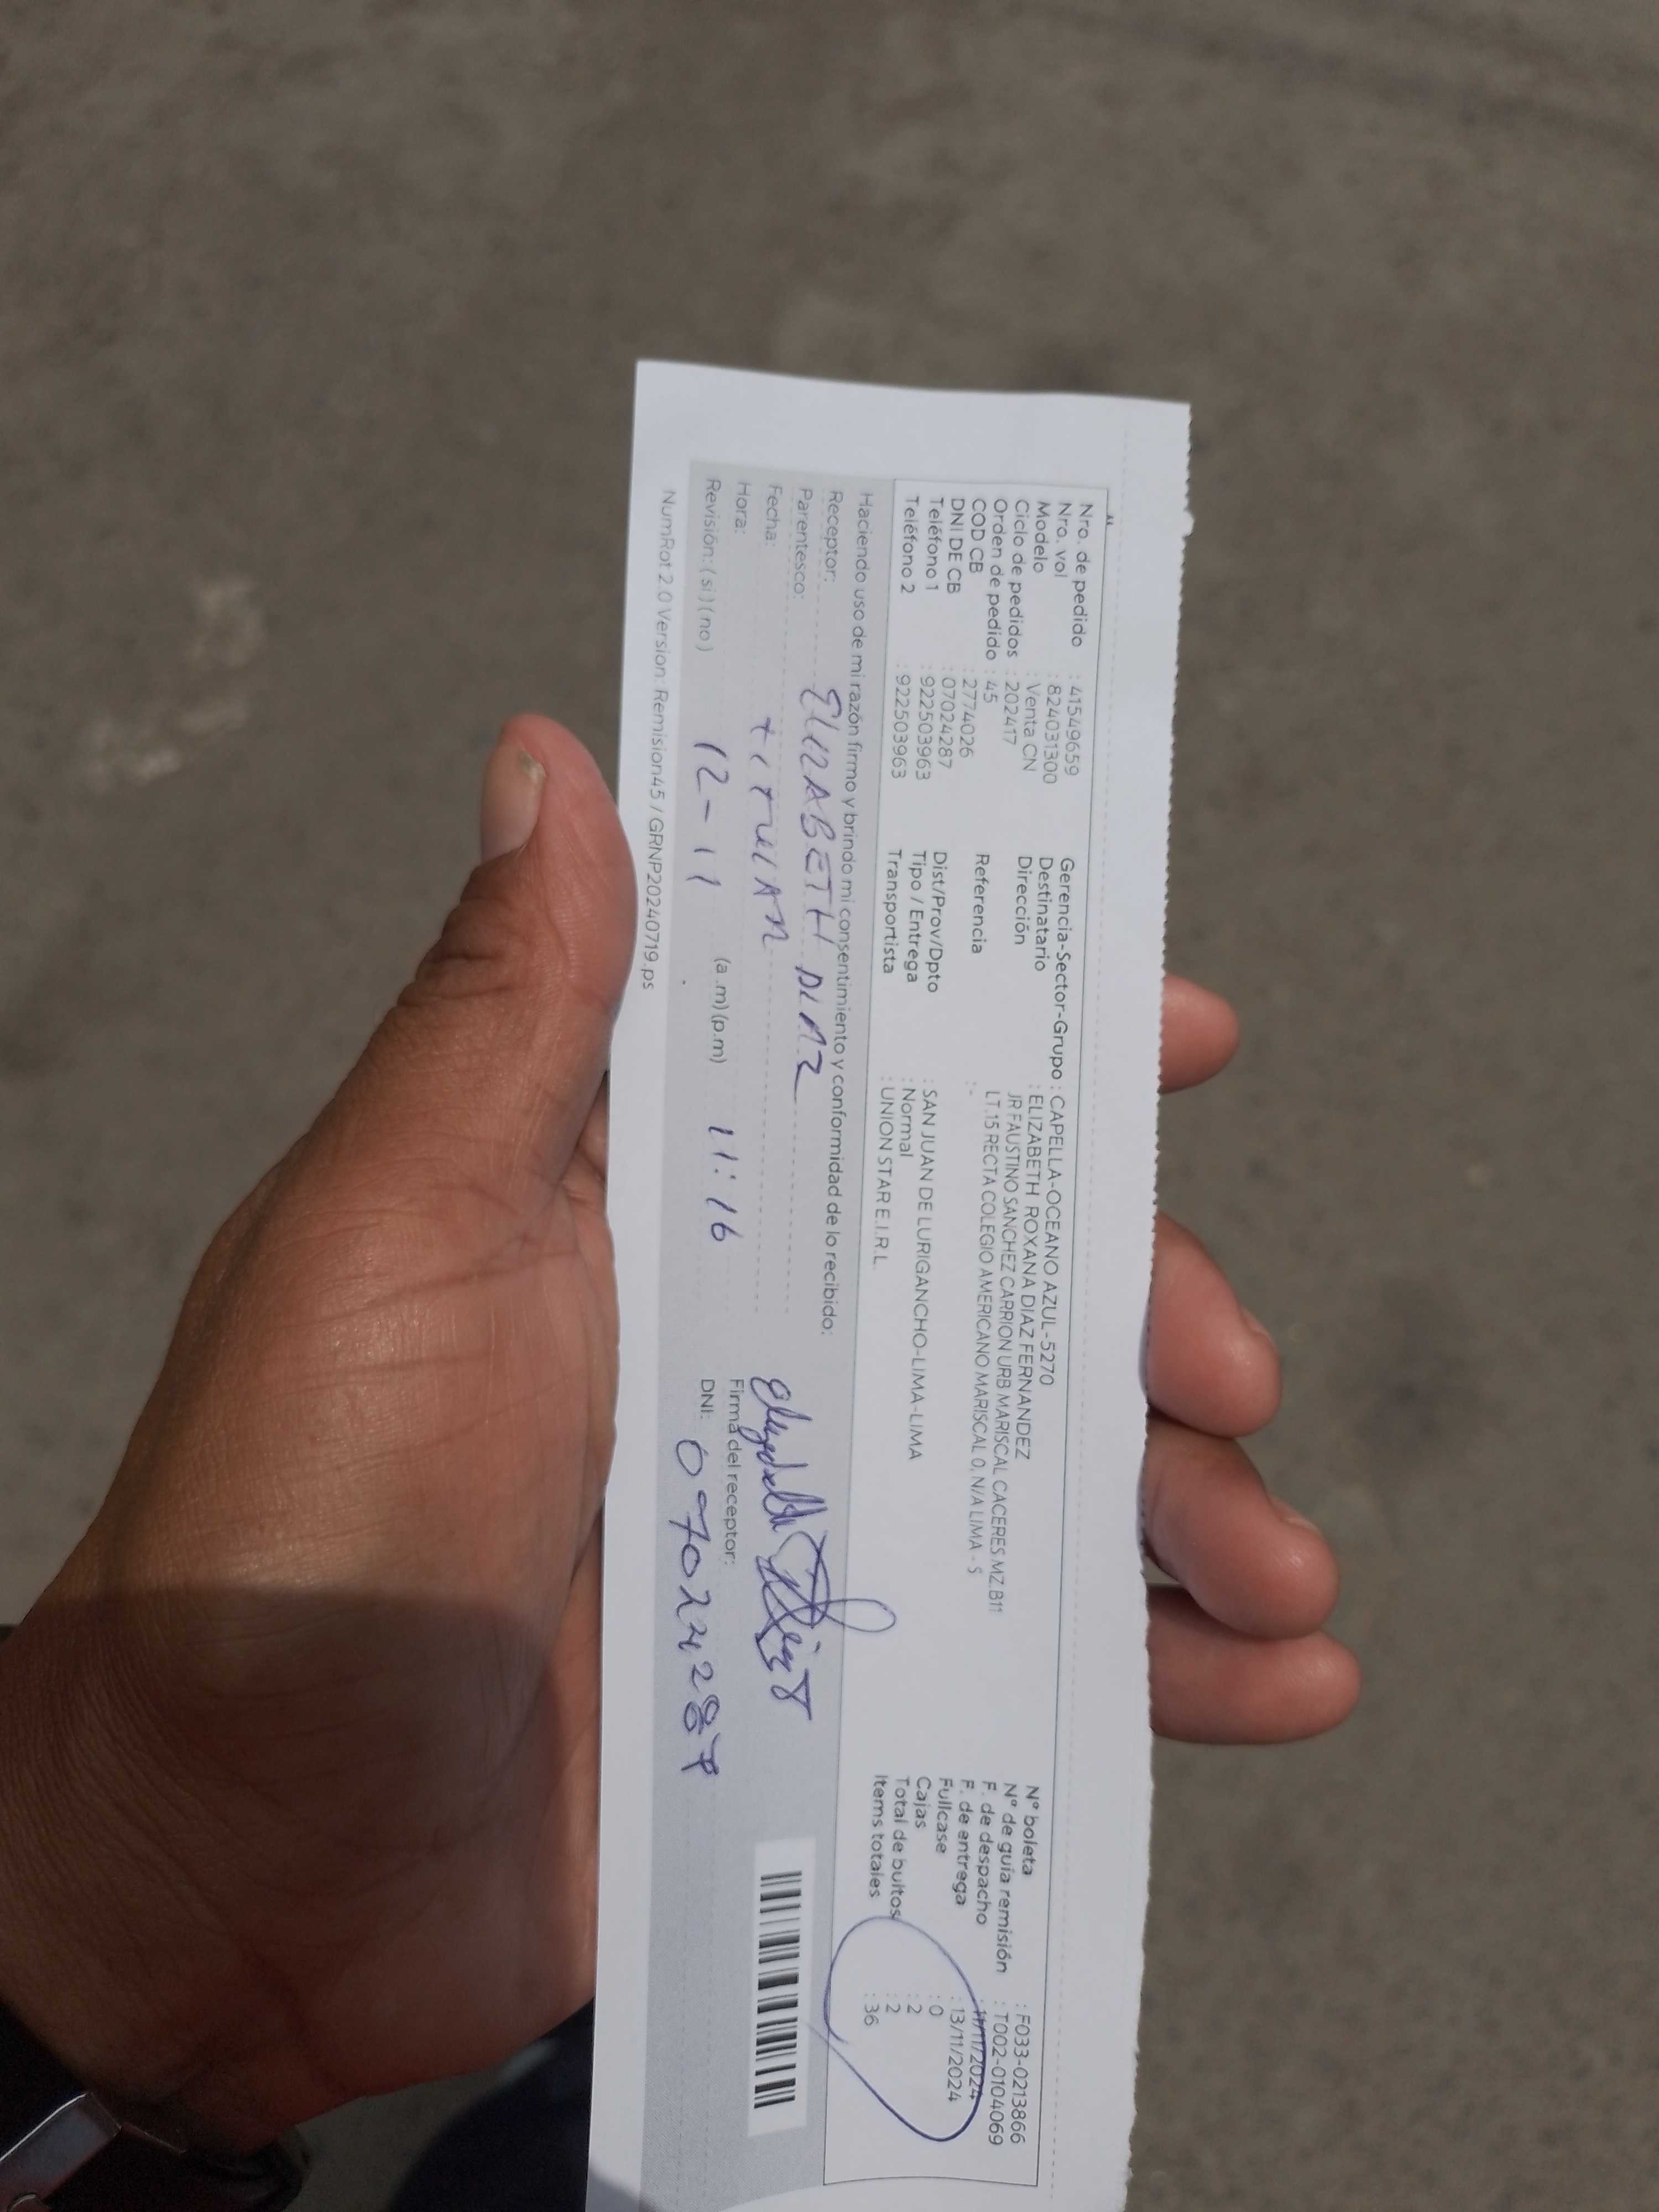 Nro. de pedido : 41549659
Nro. vol : 824031300
Modelo : Venta CN
Ciclo de pedidos : 202417
Orden de pedido : 45
COD CB : 2774026
DNI DE CB : 07024287
Teléfono 1 : 922503963
Teléfono 2 : 922503963
Gerencia-Sector-Grupo : CAPELLA-OCEANO AZUL-5270
Destinatario : ELIZABETH ROXANA DIAZ FERNANDEZ
Dirección : JR FAUSTINO SANCHEZ CARRION URB MARISCAL CACERES MZ.B11
LT.15 RECTA COLEGIO AMERICANO MARISCAL 0, N/A LIMA - S
Referencia : -
Dist/Prov/Dpto : SAN JUAN DE LURIGANCHO-LIMA-LIMA
Tipo / Entrega : Normal
Transportista : UNION STAR E.I.R.L.
N° boleta : F033-0213866
N° de guía remisión : T002-0104069
F. de despacho : 11/11/2024
F. de entrega : 13/11/2024
Fullcase : 0
Cajas : 2
Total de bultos : 2
Items totales : 36
Haciendo uso de mi razón firmo y brindo mi consentimiento y conformidad de lo recibido:
Receptor: ELIZABETH DIAZ
Parentesco: titular
Fecha: 12-11
Hora: (a.m)(p.m) 11:16
Revisión: (si)(no)
Firma del receptor:
DNI: 07024287
NumRot 2.0 Version: Remision45 / GRNP20240719.ps